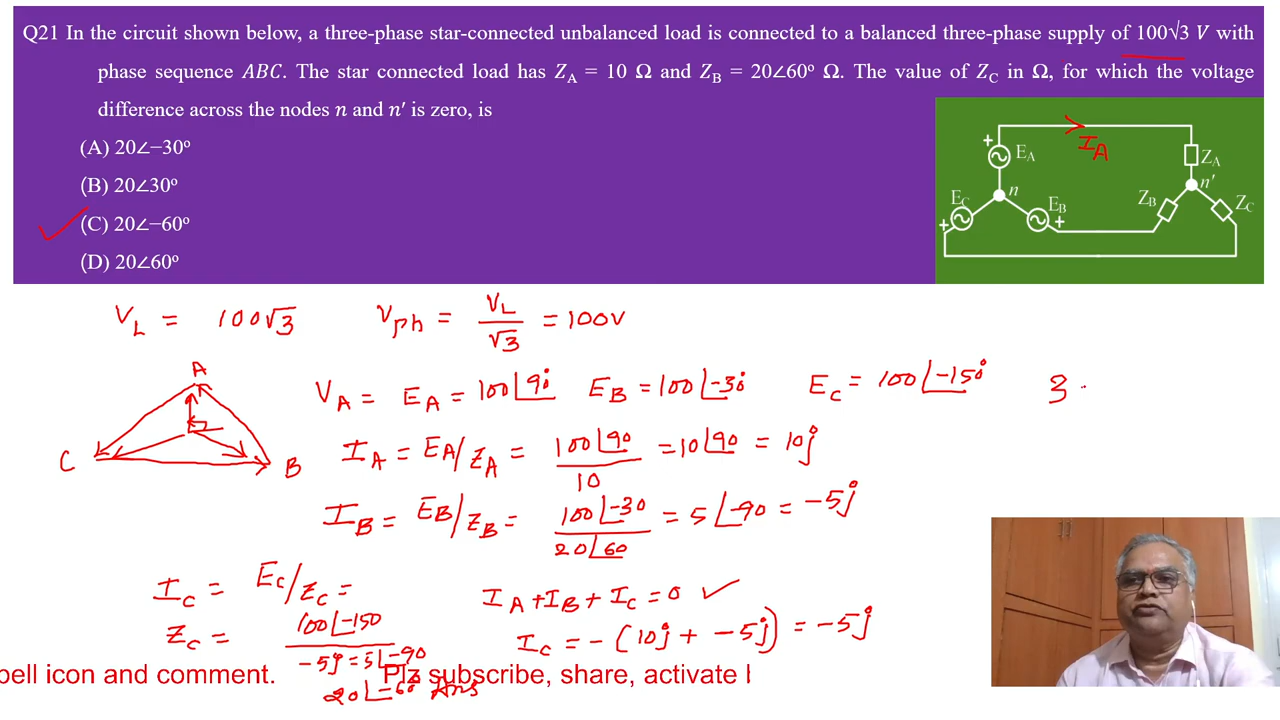 Q21 In the circuit shown below, a three-phase star-connected unbalanced load is connected to a balanced three-phase supply of 100√3 V with
phase sequence ABC. The star connected load has Z_A = 10 Ω and Z_B = 20∠60° Ω. The value of Z_C in Ω, for which the voltage
difference across the nodes n and n′ is zero, is
(A) 20∠−30°
(B) 20∠30°
(C) 20∠−60°
(D) 20∠60°
+ E_A I_A Z_A
n n′
E_C E_B Z_B Z_C
+ +
V_L = 100√3 V_ph = V_L/√3 = 100V
A
C B
V_A = E_A = 100∠90° E_B = 100∠-30° E_C = 100∠-150° 3
I_A = E_A/Z_A = 100∠90/10 = 10∠90 = 10j
I_B = E_B/Z_B = 100∠-30/20∠60 = 5∠-90 = -5j
I_C = E_C/Z_C = I_A + I_B + I_C = 0 ✓
Z_C = 100∠-150/-5j = 5∠-90 I_C = -(10j + -5j) = -5j
20∠-60 Ans
bell icon and comment. Plz subscribe, share, activate